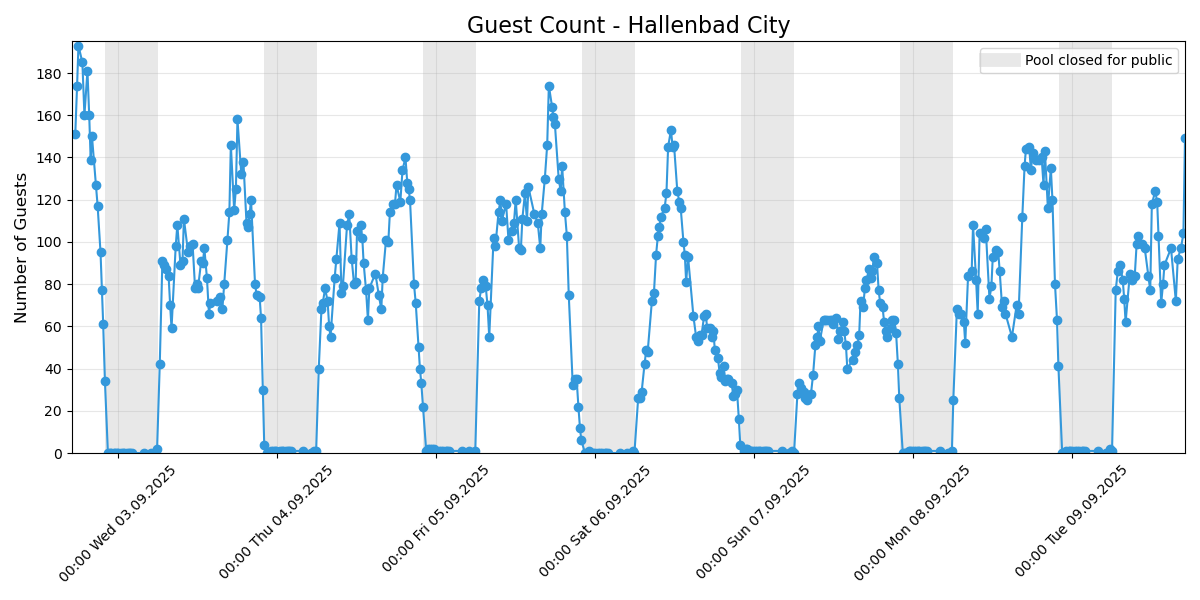 Guest Count - Hallenbad City
Pool closed for public
Number of Guests
180
160
140
120
100
80
60
40
20
0
00:00 Wed 03.09.2025
00:00 Thu 04.09.2025
00:00 Fri 05.09.2025
00:00 Sat 06.09.2025
00:00 Sun 07.09.2025
00:00 Mon 08.09.2025
00:00 Tue 09.09.2025